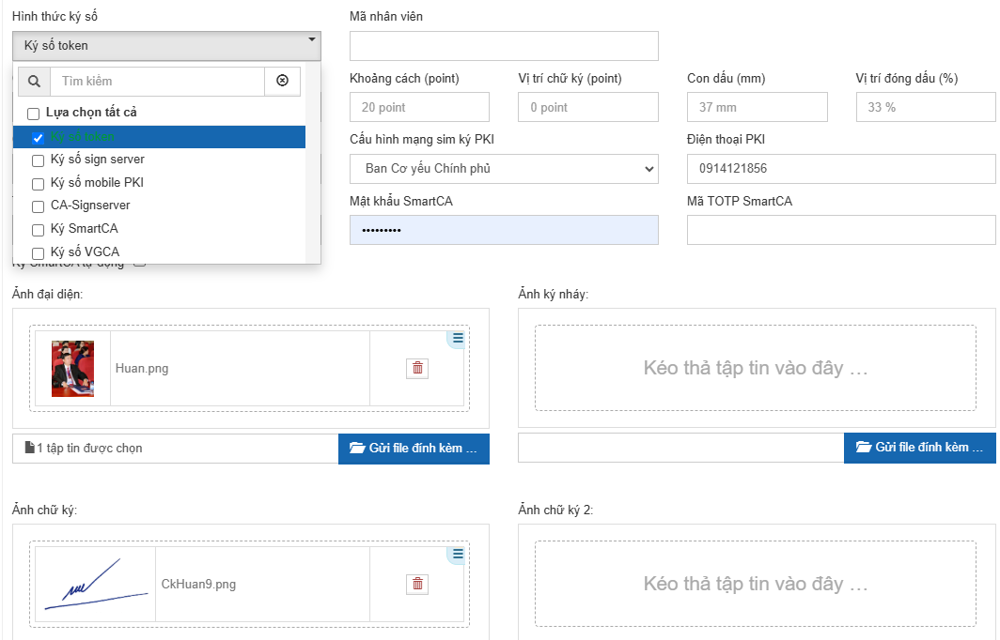 Hình thức ký số
Mã nhân viên
Ký số token
Tìm kiếm
Khoảng cách (point)
Vị trí chữ ký (point)
Con dấu (mm)
Vị trí đóng dấu (%)
20 point
0 point
37 mm
33 %
Lựa chọn tất cả
Ký số token
Cấu hình mạng sim ký PKI
Điện thoại PKI
Ký số sign server
Ban Cơ yếu Chính phủ
0914121856
Ký số mobile PKI
CA-Signserver
Mật khẩu SmartCA
Mã TOTP SmartCA
Ký SmartCA
•••••••••
Ký số VGCA
Ký SmartCA tự động
Ảnh đại diện:
Ảnh ký nháy:
Huan.png
Kéo thả tập tin vào đây …
1 tập tin được chọn
Gửi file đính kèm ...
Gửi file đính kèm ...
Ảnh chữ ký:
Ảnh chữ ký 2:
CkHuan9.png
Kéo thả tập tin vào đây …